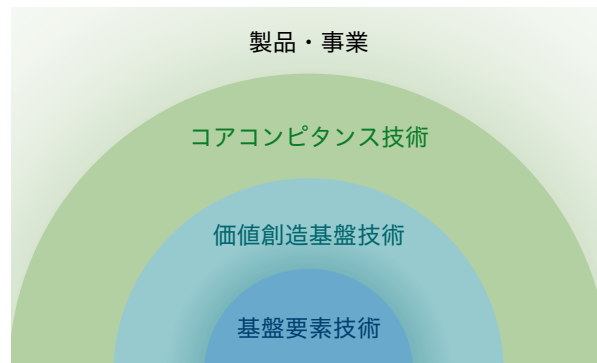 製品・事業
コアコンピタンス技術
価値創造基盤技術
基盤要素技術